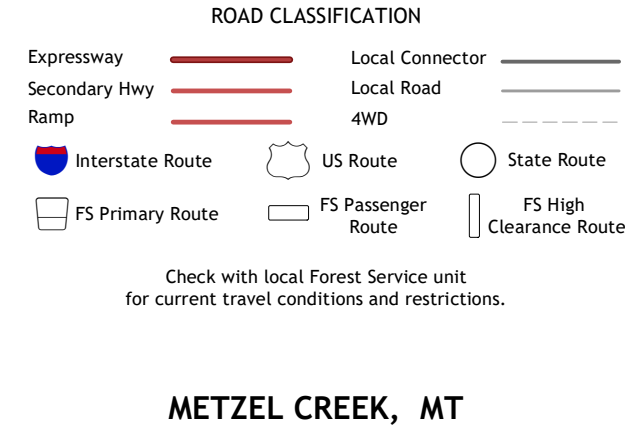 ROAD CLASSIFICATION
Expressway
Local Connector
Secondary Hwy
Local Road
Ramp
4WD
Interstate Route
US Route
State Route
FS Primary Route
FS Passenger
Route
FS High
Clearance Route
Check with local Forest Service unit
for current travel conditions and restrictions.
METZEL CREEK, MT